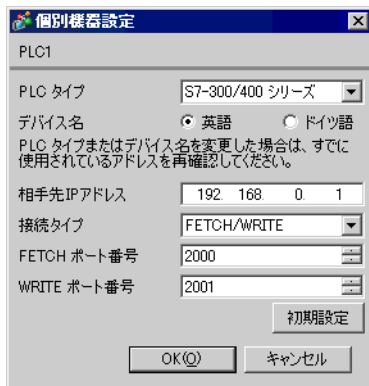 個別機器設定
PLC1
PLC タイプ S7-300/400 シリーズ
デバイス名 英語 ドイツ語
PLC タイプまたはデバイス名を変更した場合は、すでに
使用されているアドレスを再確認してください。
相手先IPアドレス 192. 168. 0. 1
接続タイプ FETCH/WRITE
FETCH ポート番号 2000
WRITE ポート番号 2001
初期設定
OK(O) キャンセル